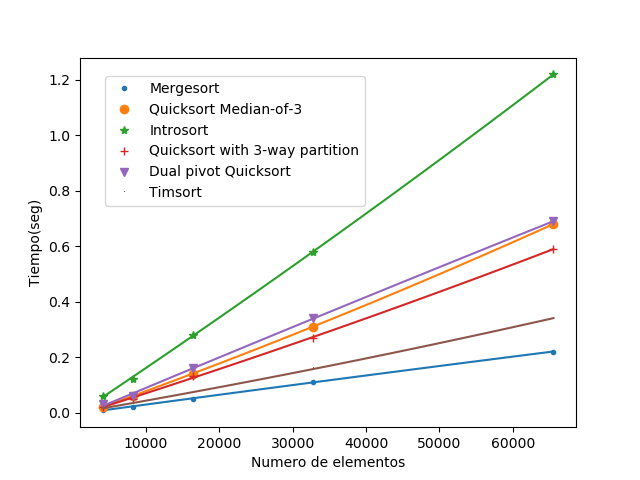 1.2
1.0
0.8
0.6
0.4
0.2
0.0
Tiempo(seg)
Mergesort
Quicksort Median-of-3
Introsort
Quicksort with 3-way partition
Dual pivot Quicksort
Timsort
10000 20000 30000 40000 50000 60000
Numero de elementos